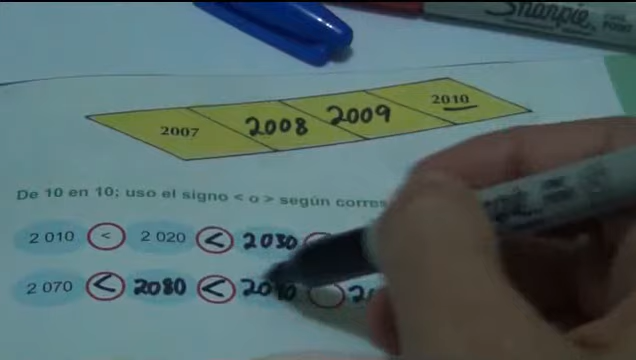 Sharpie
2007 2008 2009 2010
De 10 en 10; uso el signo < o > según
2 010 < 2 020 < 2030
2 070 < 2080 <